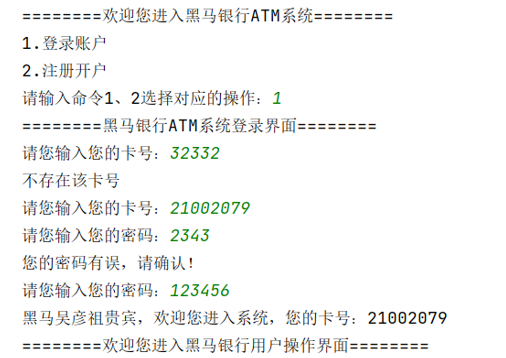 ========欢迎您进入黑马银行ATM系统========
1.登录账户
2.注册开户
请输入命令1、2选择对应的操作：1
========黑马银行ATM系统登录界面========
请您输入您的卡号：32332
不存在该卡号
请您输入您的卡号：21002079
请您输入您的密码：2343
您的密码有误，请确认！
请您输入您的密码：123456
黑马吴彦祖贵宾，欢迎您进入系统，您的卡号：21002079
========欢迎您进入黑马银行用户操作界面========